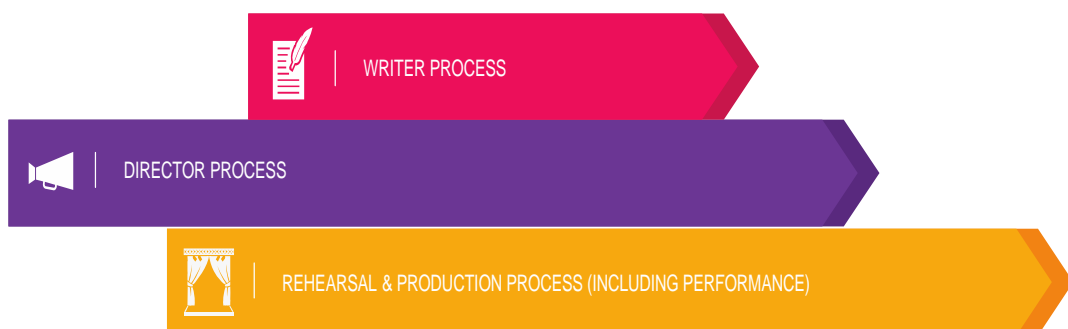 WRITER PROCESS
DIRECTOR PROCESS
REHEARSAL & PRODUCTION PROCESS (INCLUDING PERFORMANCE)